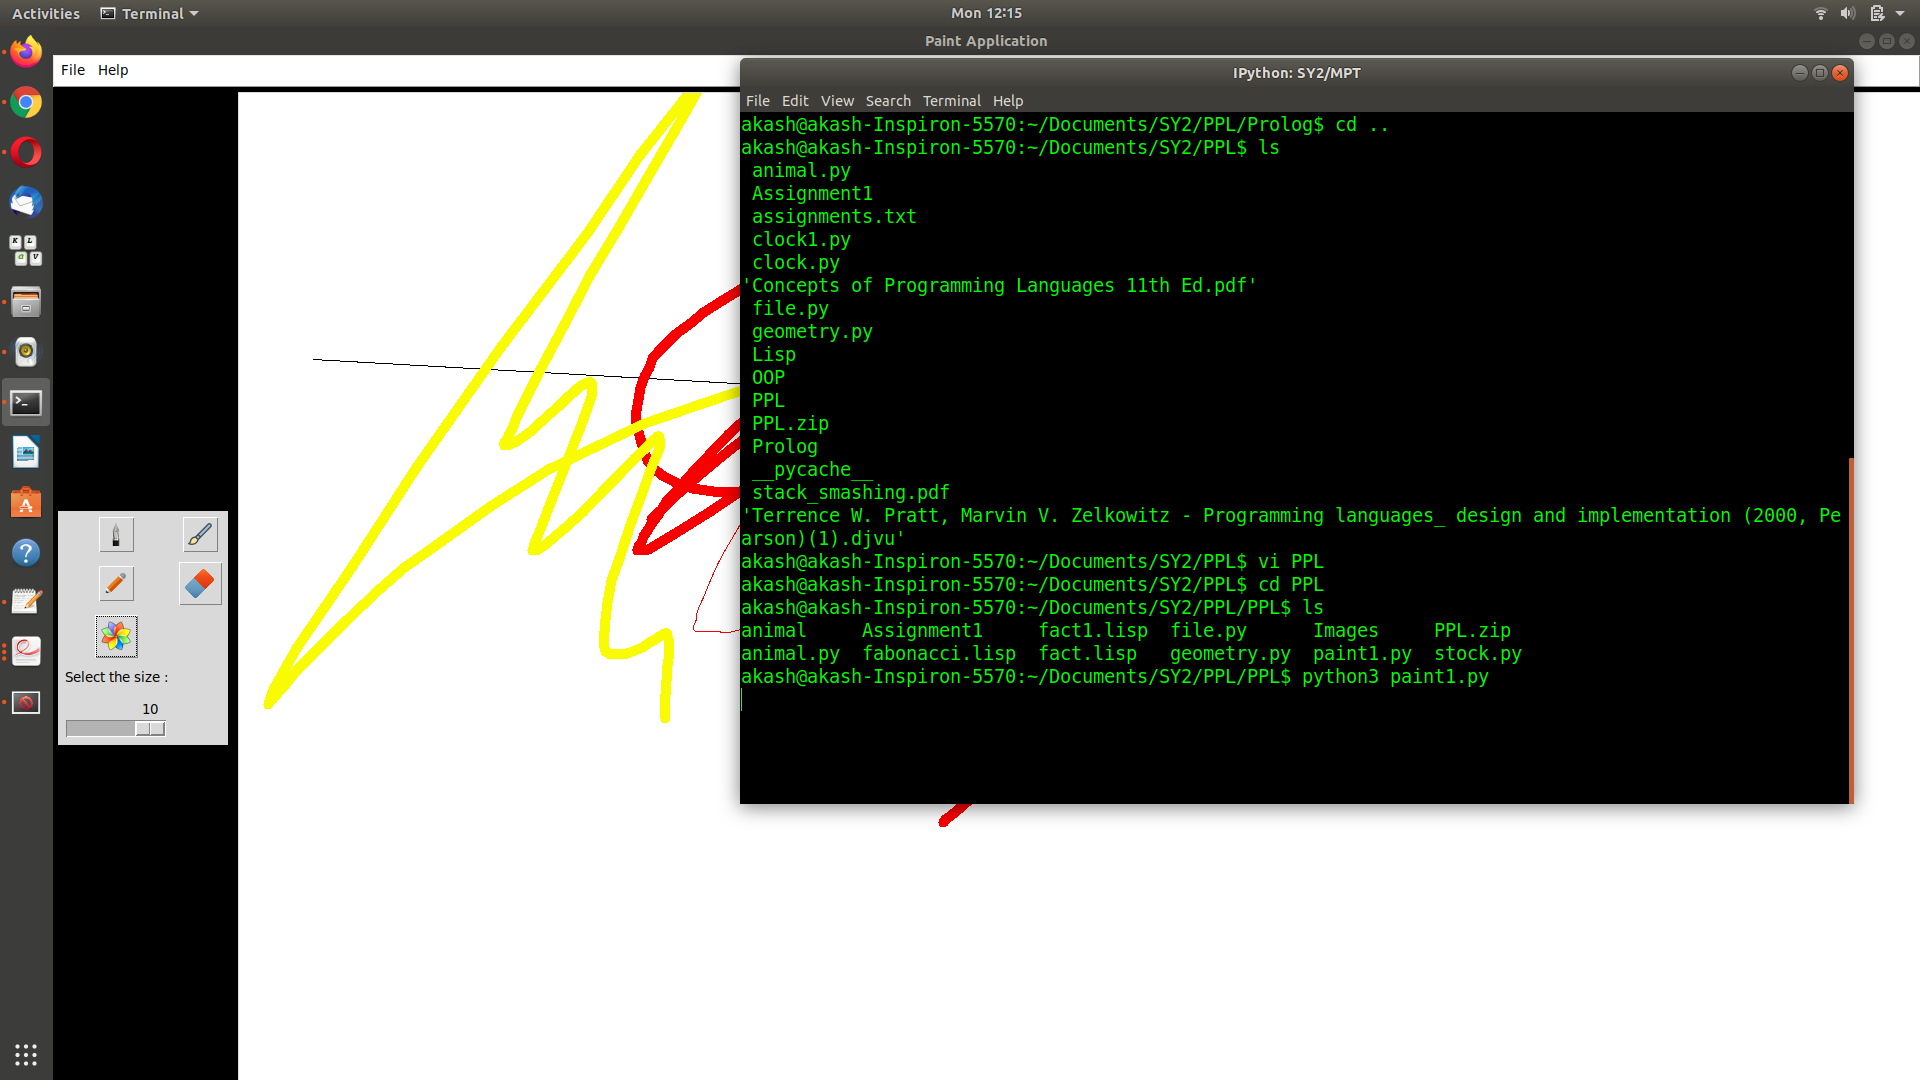 Activities Terminal Mon 12:15
Paint Application
File Help
IPython: SY2/MPT
File Edit View Search Terminal Help
akash@akash-Inspiron-5570:~/Documents/SY2/PPL/Prolog$ cd ..
akash@akash-Inspiron-5570:~/Documents/SY2/PPL$ ls
animal.py
Assignment1
assignments.txt
clock1.py
clock.py
'Concepts of Programming Languages 11th Ed.pdf'
file.py
geometry.py
Lisp
OOP
PPL
PPL.zip
Prolog
__pycache__
stack_smashing.pdf
'Terrence W. Pratt, Marvin V. Zelkowitz - Programming languages_ design and implementation (2000, Pe
arson)(1).djvu'
akash@akash-Inspiron-5570:~/Documents/SY2/PPL$ vi PPL
akash@akash-Inspiron-5570:~/Documents/SY2/PPL$ cd PPL
akash@akash-Inspiron-5570:~/Documents/SY2/PPL/PPL$ ls
animal Assignment1 fact1.lisp file.py Images PPL.zip
animal.py fabonacci.lisp fact.lisp geometry.py paint1.py stock.py
akash@akash-Inspiron-5570:~/Documents/SY2/PPL/PPL$ python3 paint1.py
Select the size :
10